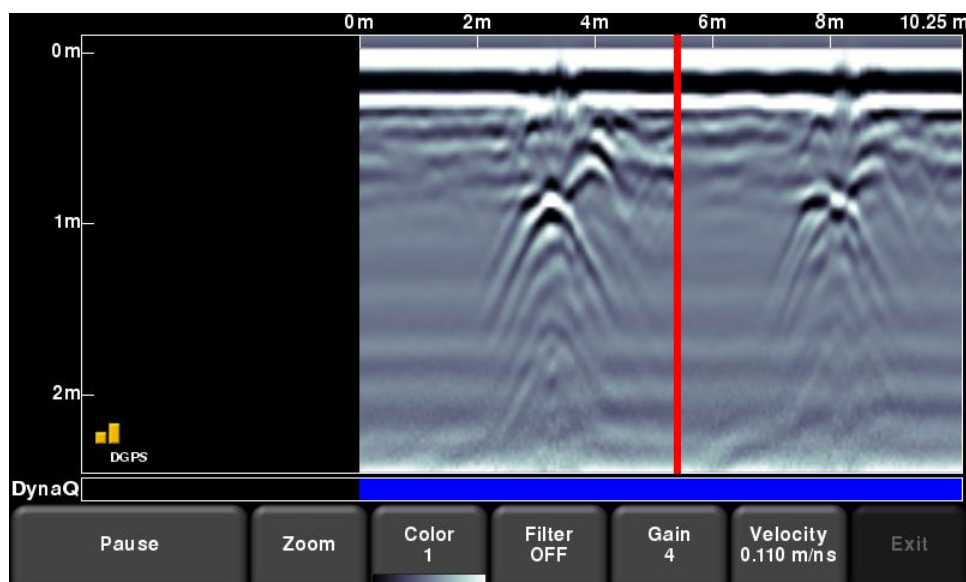 0m 2m 4m 6m 8m 10.25 m
0m
1m
2m
DGPS
DynaQ
Pause Zoom Color 1 Filter OFF Gain 4 Velocity 0.110 m/ns Exit